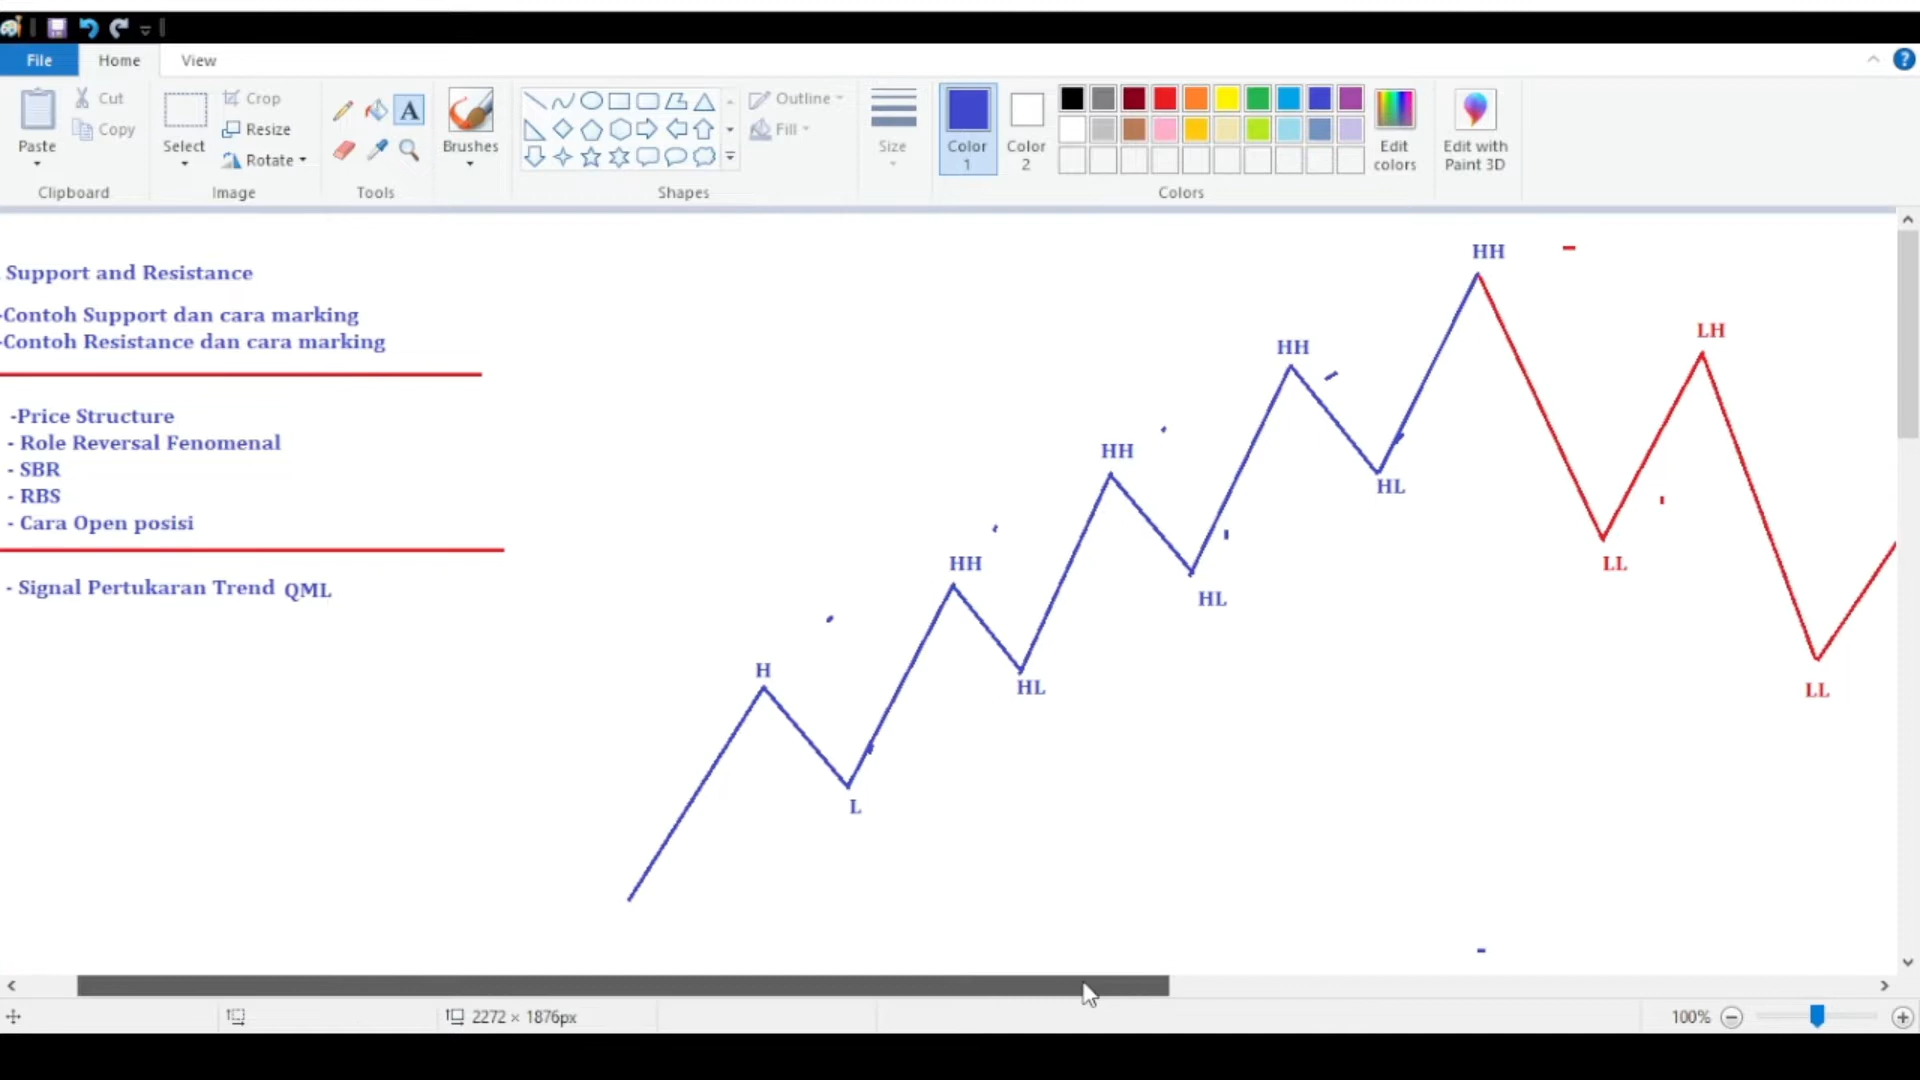 File Home View
Paste
Cut
Copy
Clipboard
Select
Crop
Resize
Rotate
Image
A
Tools
Brushes
Shapes
Outline
Fill
Size
Color 1
Color 2
Colors
Edit colors
Edit with Paint 3D
?
Support and Resistance
-Contoh Support dan cara marking
-Contoh Resistance dan cara marking
-Price Structure
- Role Reversal Fenomenal
- SBR
- RBS
- Cara Open posisi
- Signal Pertukaran Trend QML
H
L
HH
HL
HH
HL
HH
HL
HH
LL
LH
LL
2272 × 1876px
100%